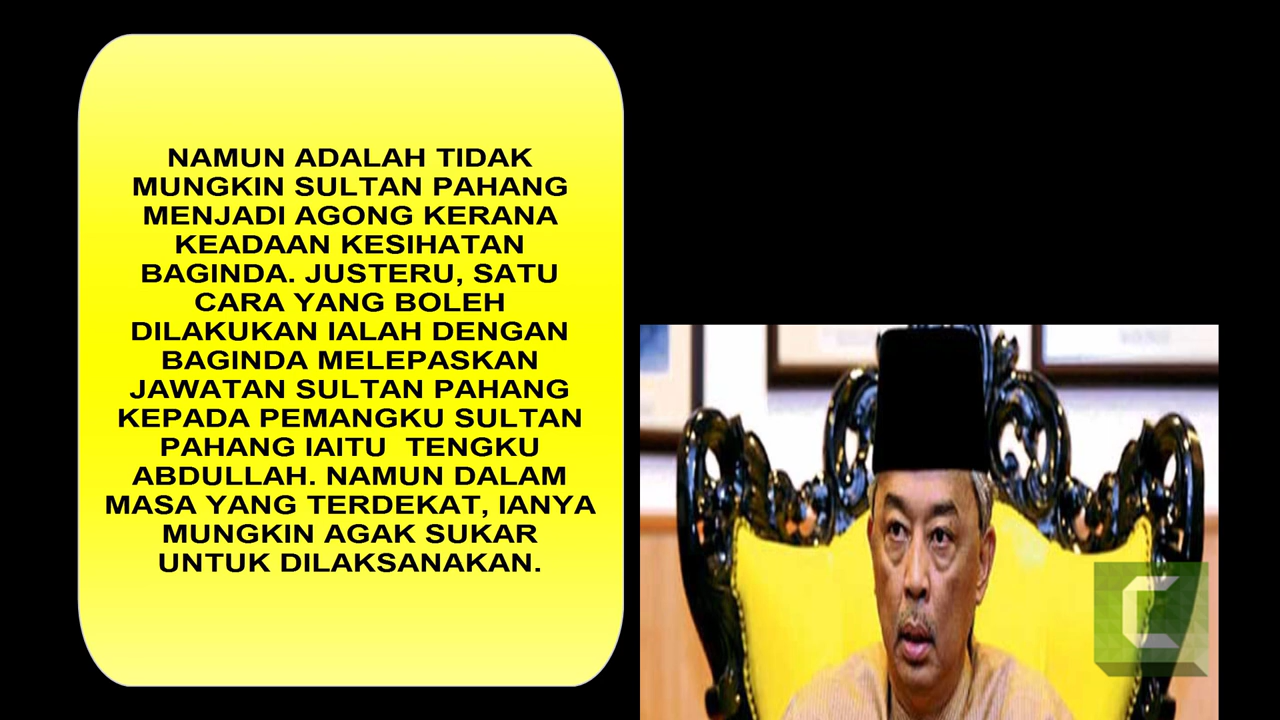 NAMUN ADALAH TIDAK
MUNGKIN SULTAN PAHANG
MENJADI AGONG KERANA
KEADAAN KESIHATAN
BAGINDA. JUSTERU, SATU
CARA YANG BOLEH
DILAKUKAN IALAH DENGAN
BAGINDA MELEPASKAN
JAWATAN SULTAN PAHANG
KEPADA PEMANGKU SULTAN
PAHANG IAITU  TENGKU
ABDULLAH. NAMUN DALAM
MASA YANG TERDEKAT, IANYA
MUNGKIN AGAK SUKAR
UNTUK DILAKSANAKAN.